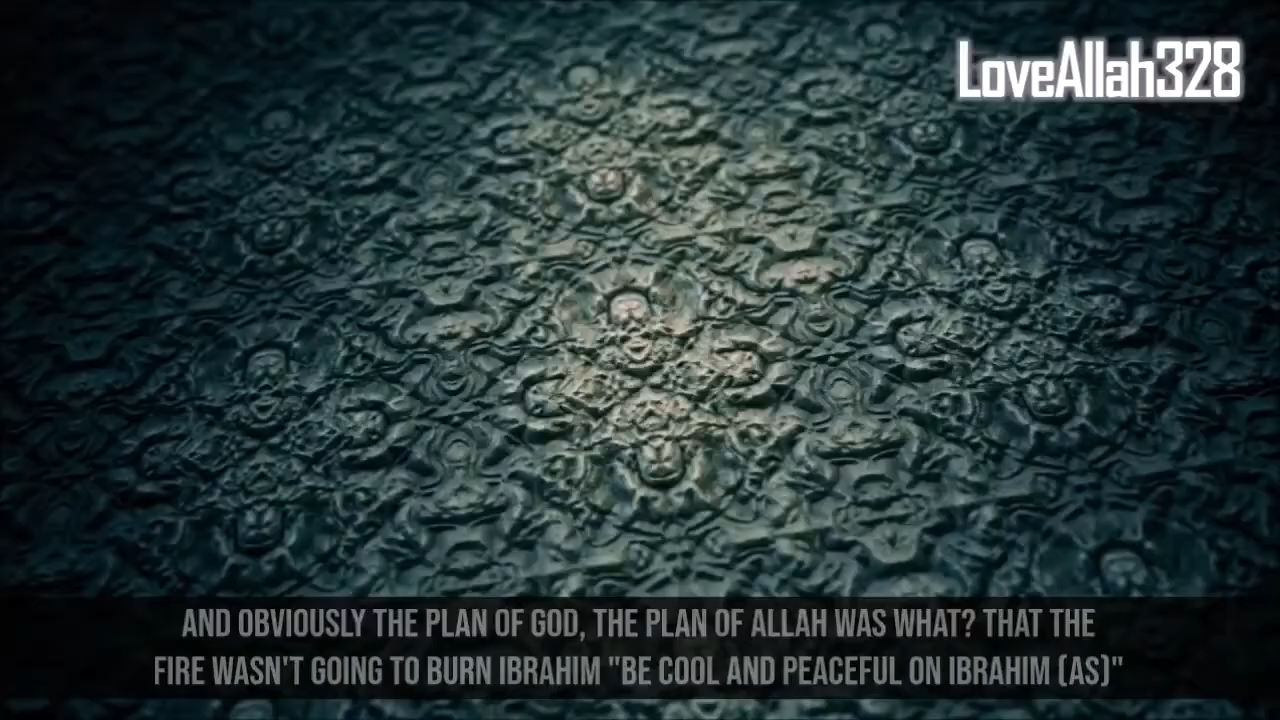 LoveAllah328
AND OBVIOUSLY THE PLAN OF GOD, THE PLAN OF ALLAH WAS WHAT? THAT THE
FIRE WASN'T GOING TO BURN IBRAHIM "BE COOL AND PEACEFUL ON IBRAHIM (AS)"